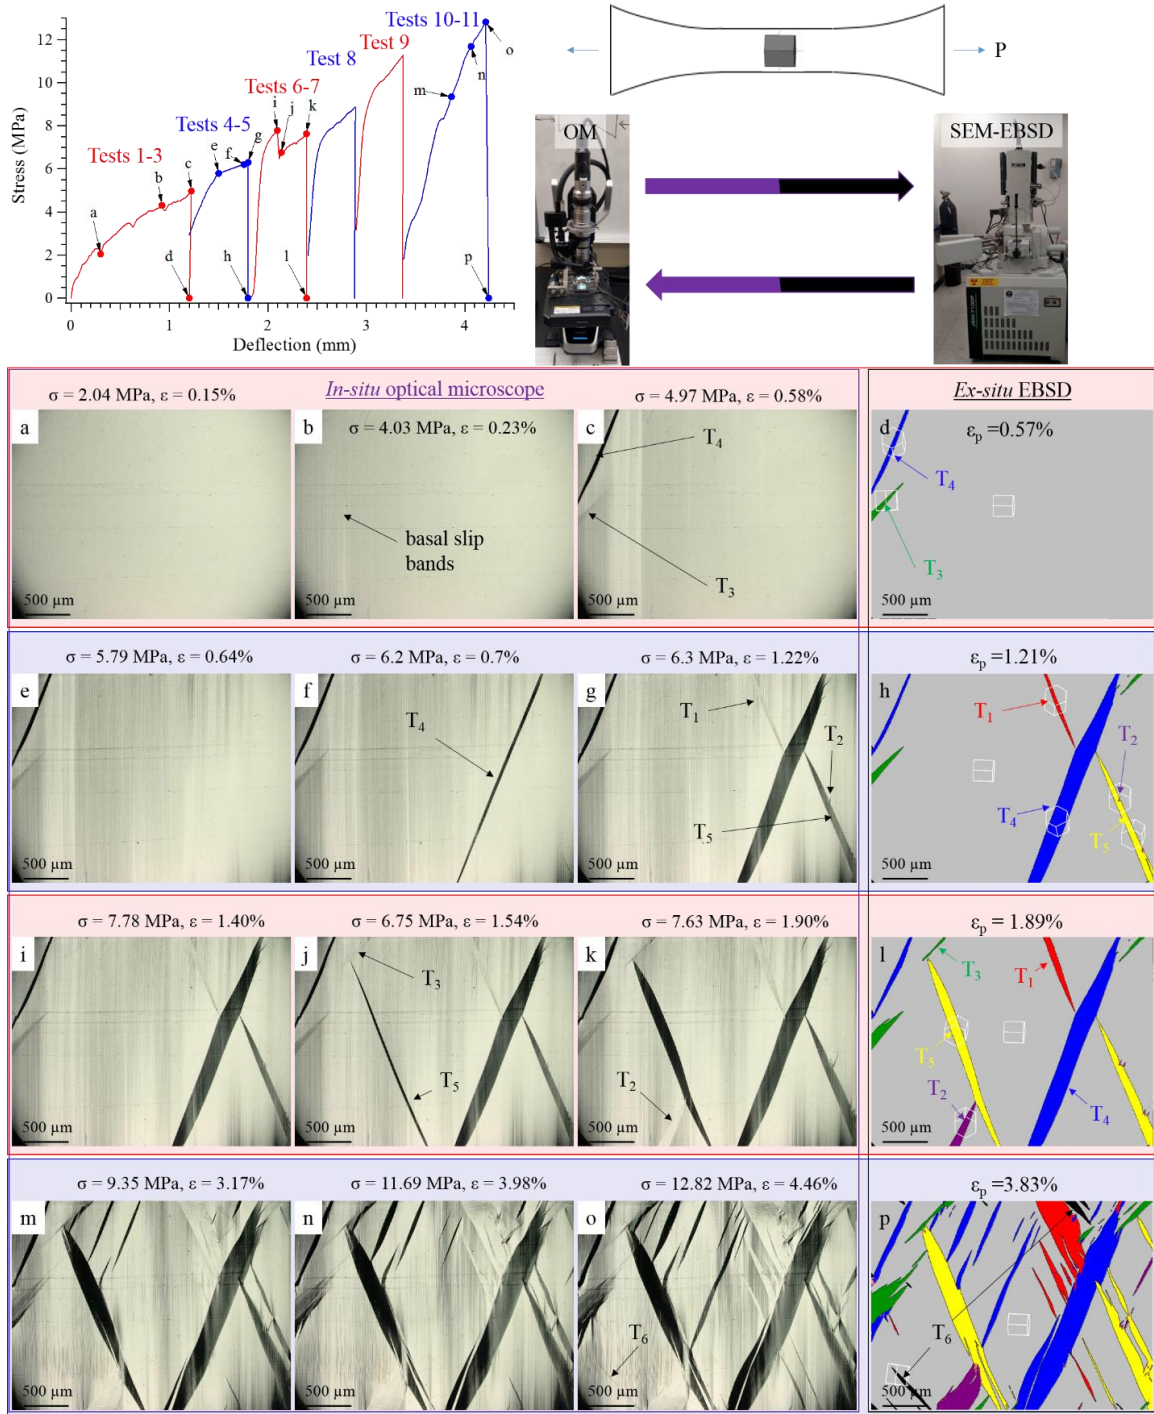 Tests 10-11
Test 9
Test 8
Tests 6-7
Tests 4-5
Tests 1-3
a
b
c
d
e
f
g
h
i
j
k
l
m
n
o
p
12
10
8
6
4
2
0
Stress (MPa)
0
1
2
3
4
Deflection (mm)
P
OM
SEM-EBSD
In-situ optical microscope
Ex-situ EBSD
σ = 2.04 MPa, ε = 0.15%
a
500 µm
b
σ = 4.03 MPa, ε = 0.23%
basal slip
bands
500 µm
σ = 4.97 MPa, ε = 0.58%
c
T4
T3
500 µm
d
εp =0.57%
T4
T3
500 µm
σ = 5.79 MPa, ε = 0.64%
e
500 µm
σ = 6.2 MPa, ε = 0.7%
f
T4
500 µm
σ = 6.3 MPa, ε = 1.22%
g
T1
T2
T5
500 µm
εp =1.21%
h
T1
T2
T4
T5
500 µm
σ = 7.78 MPa, ε = 1.40%
i
500 µm
σ = 6.75 MPa, ε = 1.54%
j
T3
T5
500 µm
σ = 7.63 MPa, ε = 1.90%
k
T2
500 µm
εp =1.89%
l
T3
T1
T5
T2
T4
500 µm
σ = 9.35 MPa, ε = 3.17%
m
500 µm
σ = 11.69 MPa, ε = 3.98%
n
500 µm
σ = 12.82 MPa, ε = 4.46%
o
T6
500 µm
εp =3.83%
p
T6
500 µm